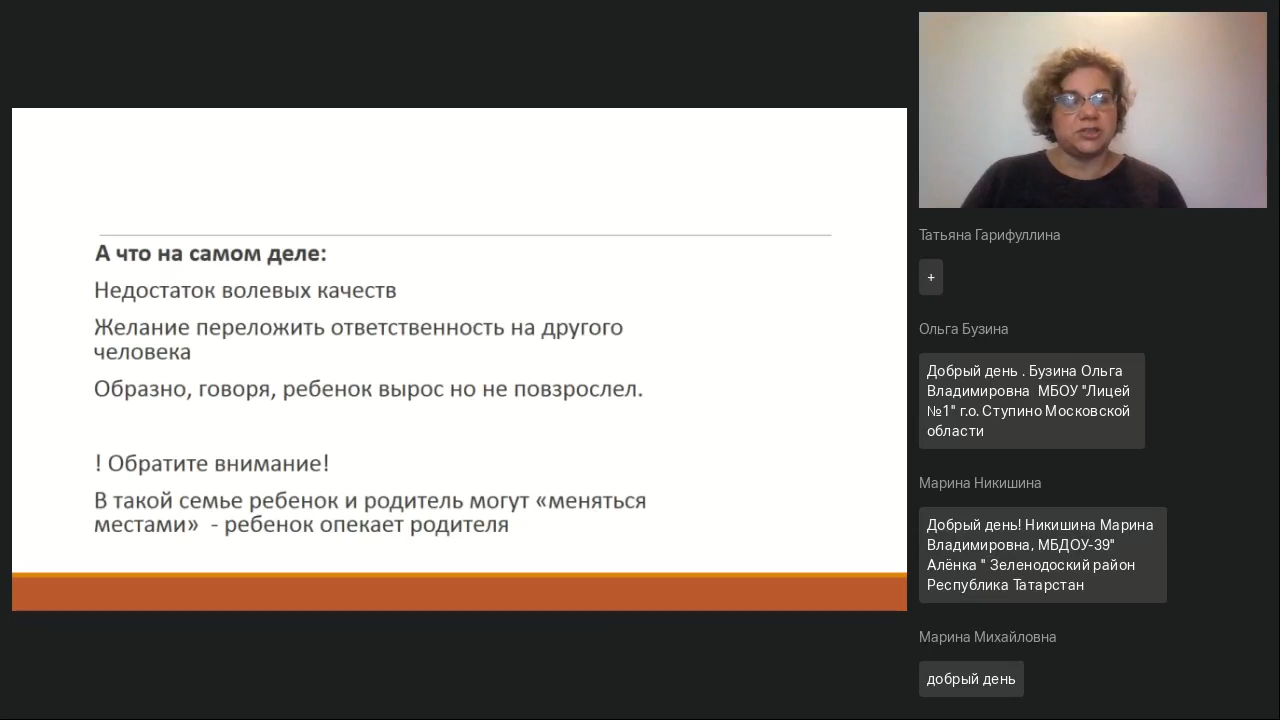 А что на самом деле:
Недостаток волевых качеств
Желание переложить ответственность на другого
человека
Образно, говоря, ребенок вырос но не повзрослел.
! Обратите внимание!
В такой семье ребенок и родитель могут «меняться
местами» - ребенок опекает родителя
Татьяна Гарифуллина
+
Ольга Бузина
Добрый день . Бузина Ольга
Владимировна МБОУ "Лицей
№1" г.о. Ступино Московской
области
Марина Никишина
Добрый день! Никишина Марина
Владимировна, МБДОУ-39"
Алёнка " Зеленодоский район
Республика Татарстан
Марина Михайловна
добрый день